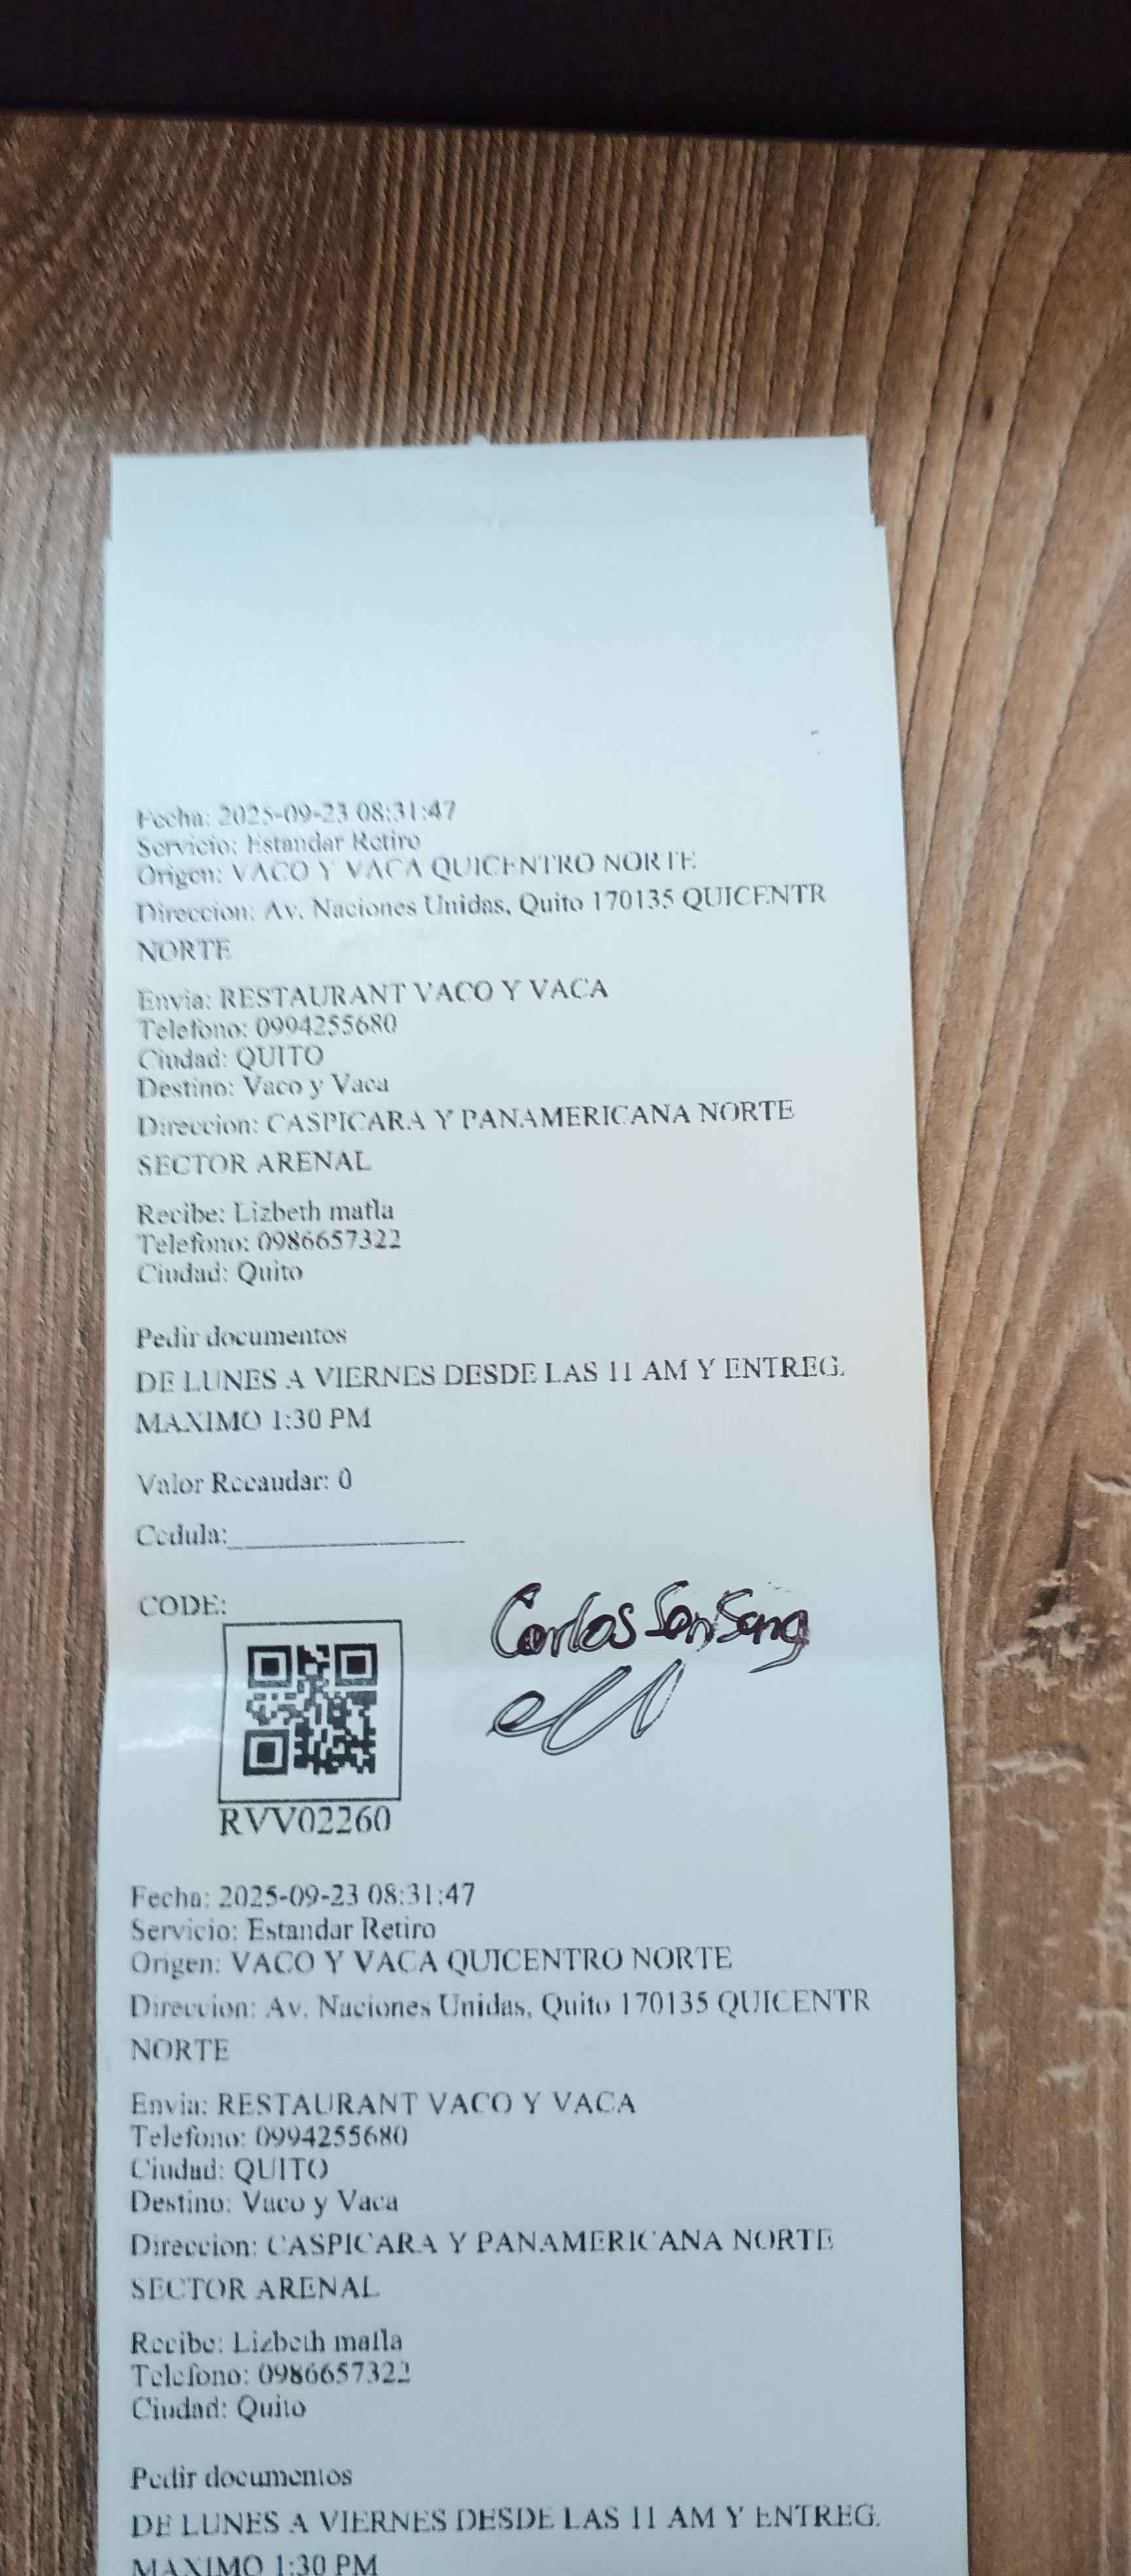 Fecha: 2025-09-23 08:31:47
Servicio: Estandar Retiro
Origen: VACO Y VACA QUICENTRO NORTE
Direccion: Av. Naciones Unidas, Quito 170135 QUICENTR
NORTE
Envia: RESTAURANT VACO Y VACA
Telefono: 0994255680
Ciudad: QUITO
Destino: Vaco y Vaca
Direccion: CASPICARA Y PANAMERICANA NORTE
SECTOR ARENAL
Recibe: Lizbeth matla
Telefono: 0986657322
Ciudad: Quito
Pedir documentos
DE LUNES A VIERNES DESDE LAS 11 AM Y ENTREG.
MAXIMO 1:30 PM
Valor Recaudar: 0
Cedula:
CODE:
Carlos
RVV02260
Fecha: 2025-09-23 08:31:47
Servicio: Estandar Retiro
Origen: VACO Y VACA QUICENTRO NORTE
Direccion: Av. Naciones Unidas, Quito 170135 QUICENTR
NORTE
Envia: RESTAURANT VACO Y VACA
Telefono: 0994255680
Ciudad: QUITO
Destino: Vaco y Vaca
Direccion: CASPICARA Y PANAMERICANA NORTE
SECTOR ARENAL
Recibe: Lizbeth matla
Telefono: 0986657322
Ciudad: Quito
Pedir documentos
DE LUNES A VIERNES DESDE LAS 11 AM Y ENTREG.
MAXIMO 1:30 PM